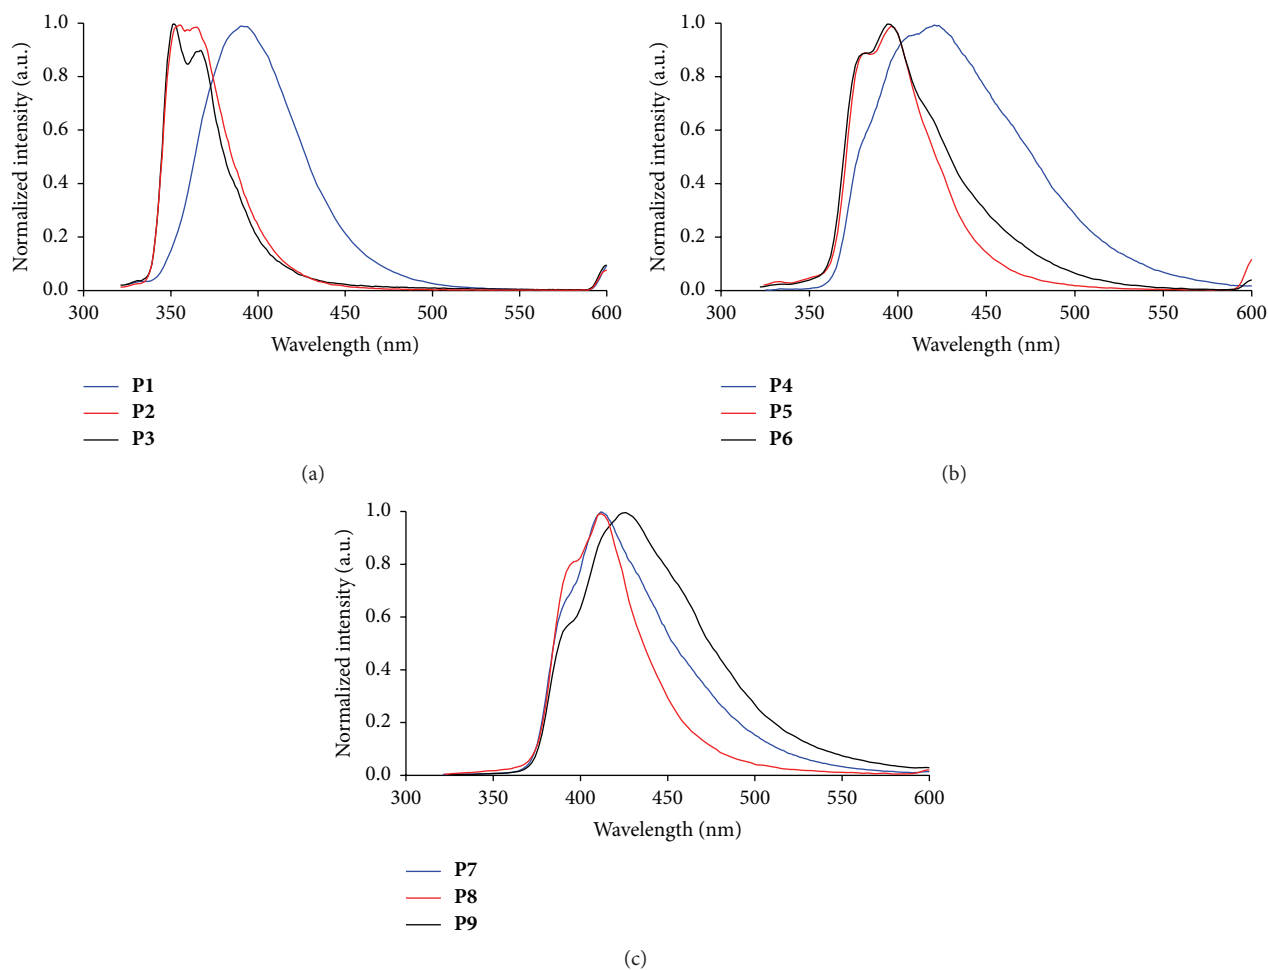 Normalized intensity (a.u.)
1.0
0.8
0.6
0.4
0.2
0.0
300 350 400 450 500 550 600
Wavelength (nm)
P1
P2
P3
(a)
Normalized intensity (a.u.)
1.0
0.8
0.6
0.4
0.2
0.0
300 350 400 450 500 550 600
Wavelength (nm)
P4
P5
P6
(b)
Normalized intensity (a.u.)
1.0
0.8
0.6
0.4
0.2
0.0
300 350 400 450 500 550 600
Wavelength (nm)
P7
P8
P9
(c)